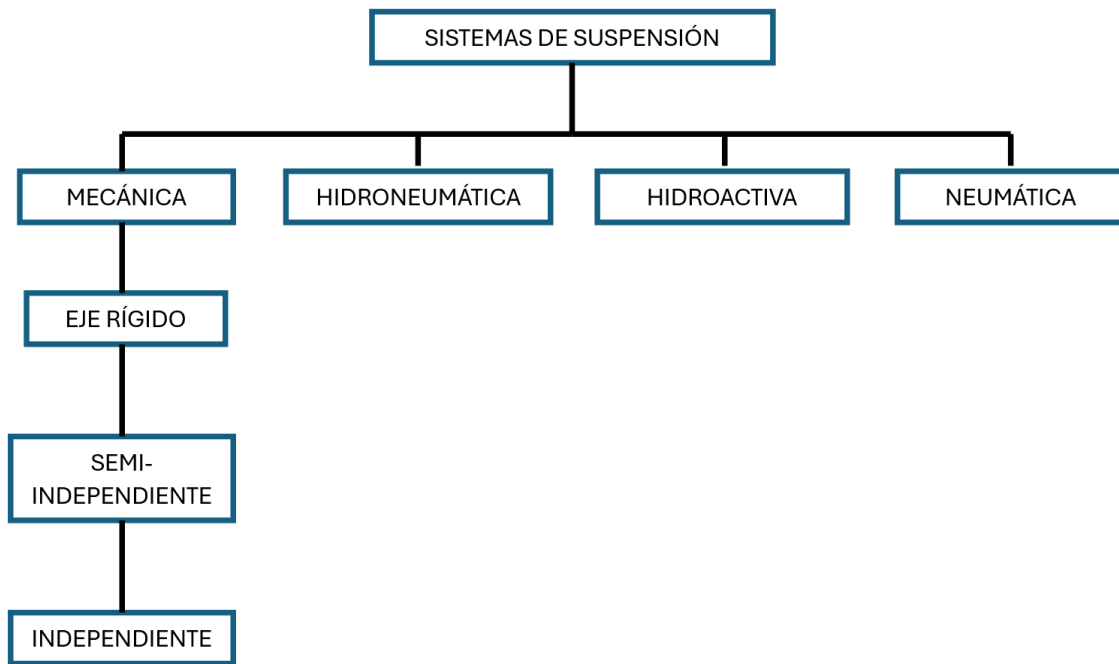 SISTEMAS DE SUSPENSIÓN
MECÁNICA
HIDRONEUMÁTICA
HIDROACTIVA
NEUMÁTICA
EJE RÍGIDO
SEMI-
INDEPENDIENTE
INDEPENDIENTE